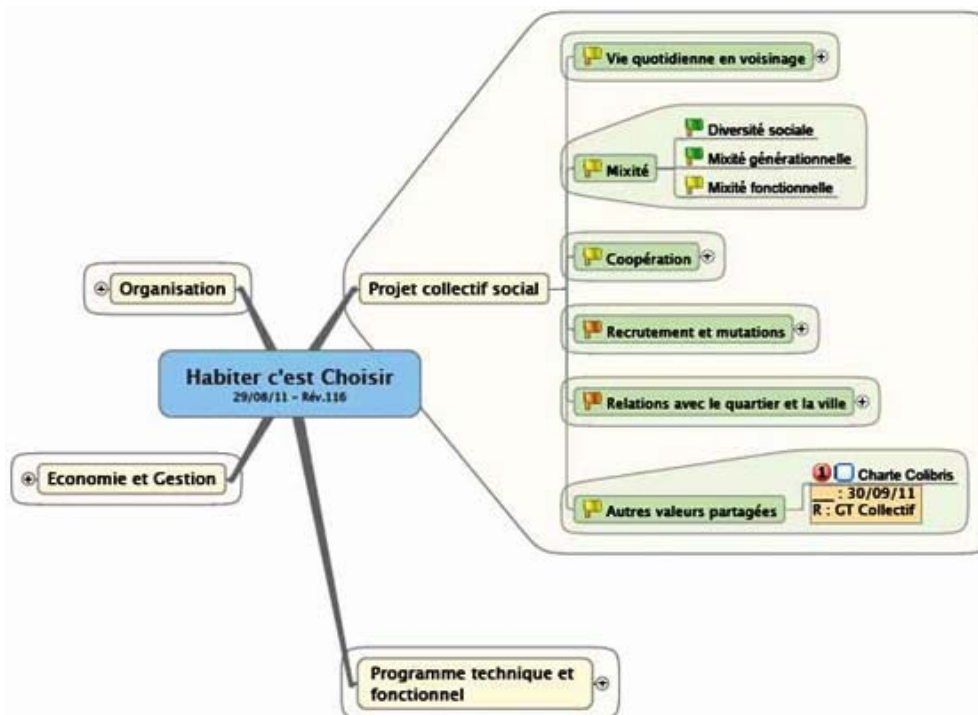 Vie quotidienne en voisinage
Diversité sociale
Mixité
Mixité générationnelle
Mixité fonctionnelle
Coopération
Organisation
Projet collectif social
Recrutement et mutations
Habiter c'est Choisir
29/08/11 - Rév.116
Relations avec le quartier et la ville
Economie et Gestion
Autres valeurs partagées
1 Charte Colibris
__ : 30/09/11
R : GT Collectif
Programme technique et
fonctionnel